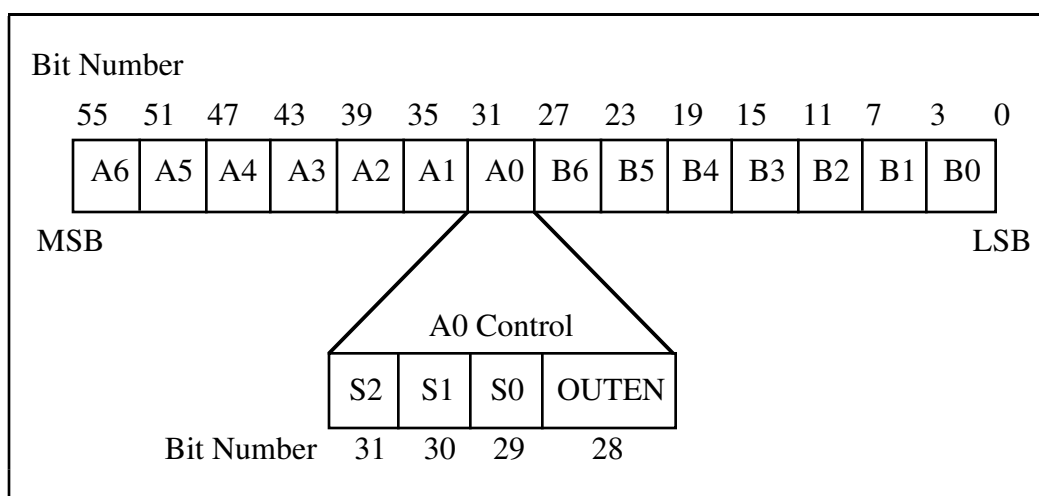 Bit Number
55 51 47 43 39 35 31 27 23 19 15 11 7 3 0
A6 A5 A4 A3 A2 A1 A0 B6 B5 B4 B3 B2 B1 B0
MSB LSB
A0 Control
S2 S1 S0 OUTEN
Bit Number 31 30 29 28